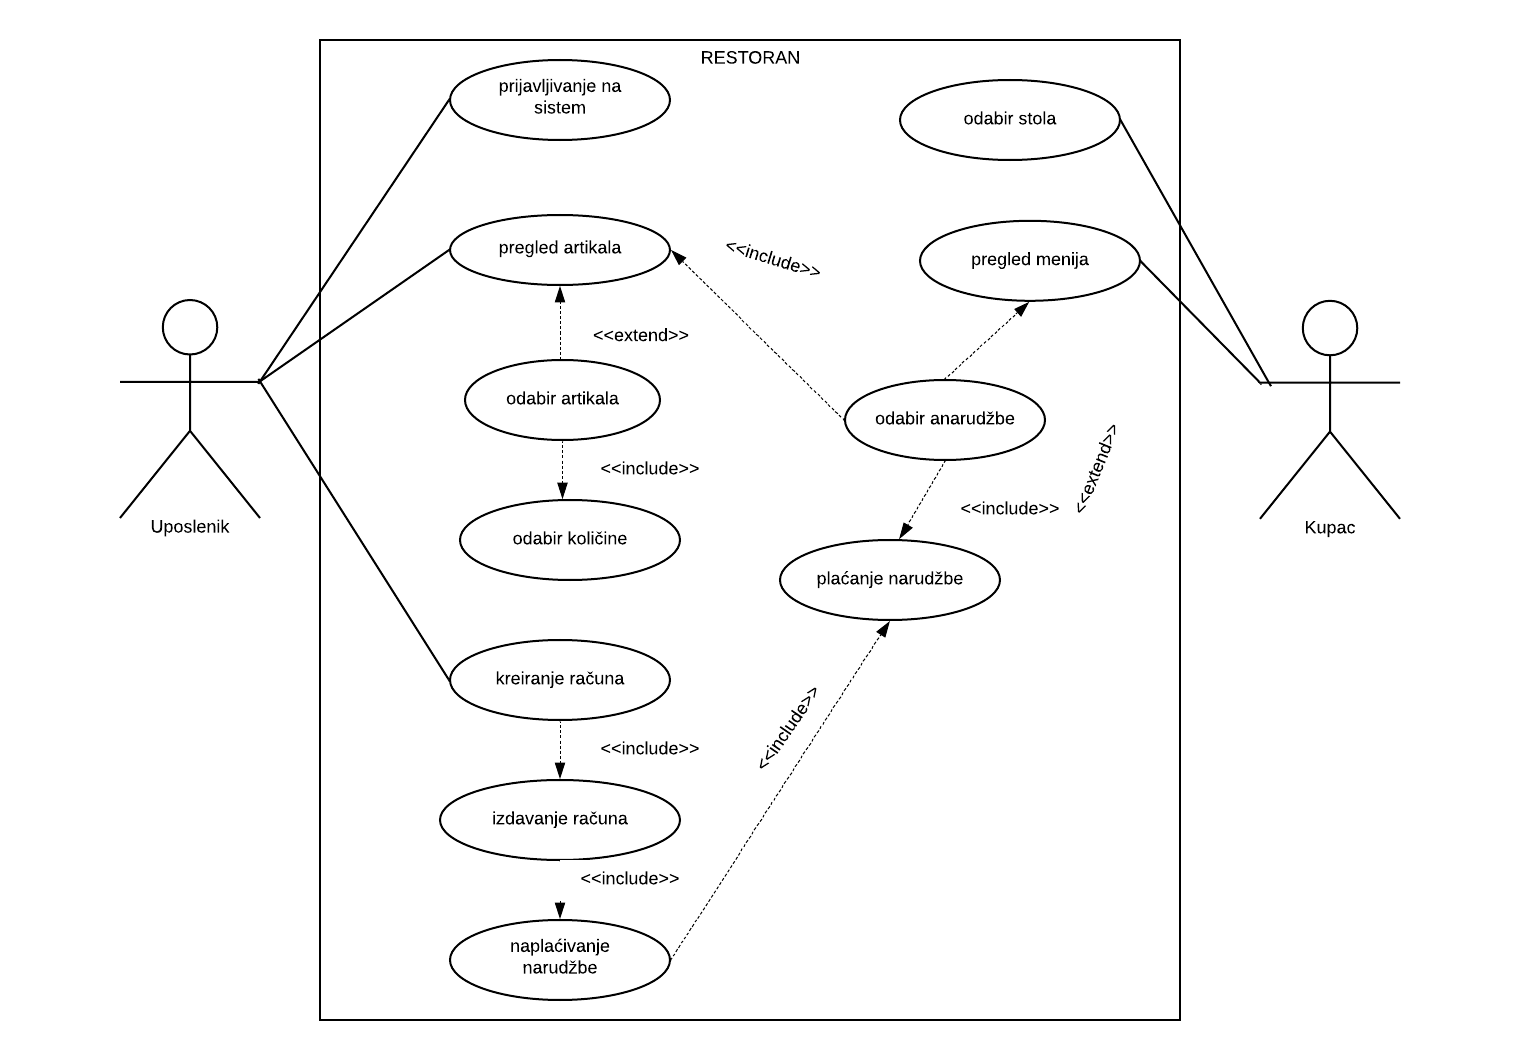 RESTORAN
prijavljivanje na
sistem
odabir stola
pregled artikala
<<include>>
pregled menija
<<extend>>
odabir artikala
odabir anarudžbe
<<include>>
<<extend>>
<<include>>
Uposlenik
Kupac
odabir količine
plaćanje narudžbe
kreiranje računa
<<include>>
<<include>>
izdavanje računa
<<include>>
naplaćivanje
narudžbe